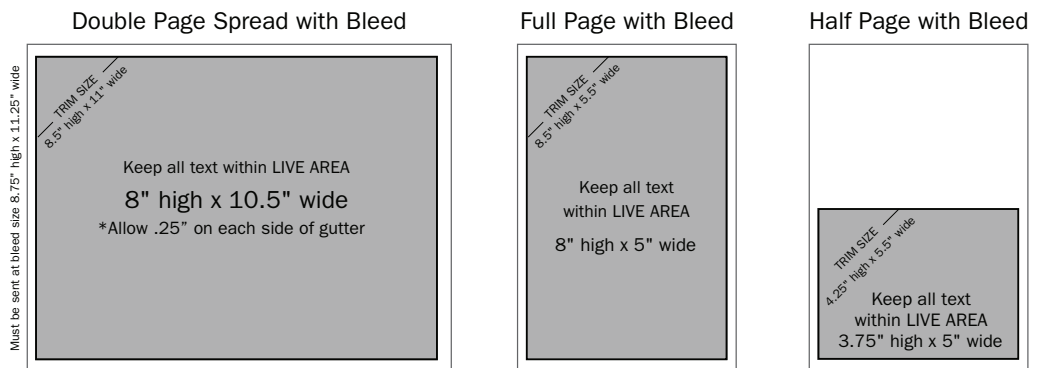 Double Page Spread with Bleed
Must be sent at bleed size 8.75" high x 11.25" wide
TRIM SIZE
8.5" high x 11" wide
Keep all text within LIVE AREA
8" high x 10.5" wide
*Allow .25” on each side of gutter
Full Page with Bleed
TRIM SIZE
8.5" high x 5.5" wide
Keep all text
within LIVE AREA
8" high x 5" wide
Half Page with Bleed
TRIM SIZE
4.25" high x 5.5" wide
Keep all text
within LIVE AREA
3.75" high x 5" wide